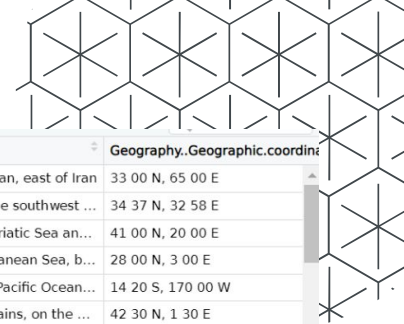 Geography..Geographic.coordina
an, east of Iran 33 00 N, 65 00 E
e southwest ... 34 37 N, 32 58 E
riatic Sea an... 41 00 N, 20 00 E
anean Sea, b... 28 00 N, 3 00 E
Pacific Ocean... 14 20 S, 170 00 W
ains, on the ... 42 30 N, 1 30 E